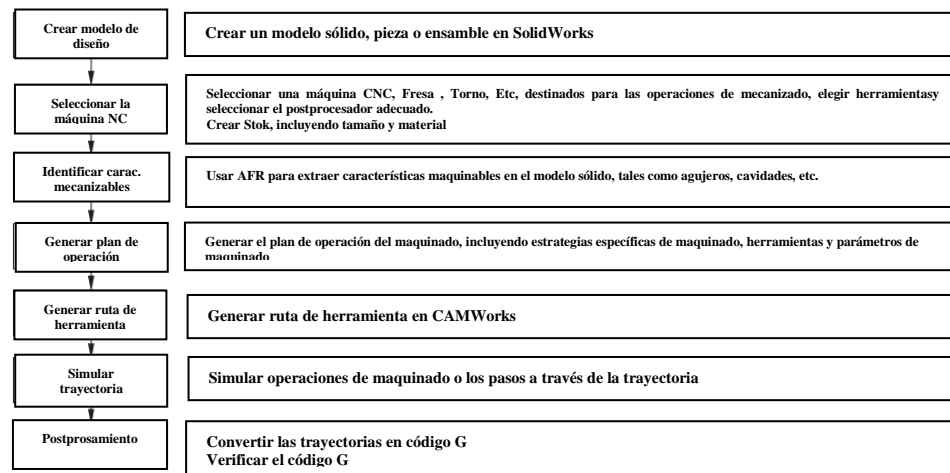 Crear modelo de
diseño
Crear un modelo sólido, pieza o ensamble en SolidWorks
Seleccionar la
máquina NC
Seleccionar una máquina CNC, Fresa , Torno, Etc, destinados para las operaciones de mecanizado, elegir herramientasy
seleccionar el postprocesador adecuado.
Crear Stok, incluyendo tamaño y material
Identificar carac.
mecanizables
Usar AFR para extraer características maquinables en el modelo sólido, tales como agujeros, cavidades, etc.
Generar plan de
operación
Generar el plan de operación del maquinado, incluyendo estrategias específicas de maquinado, herramientas y parámetros de
maquinado
Generar ruta de
herramienta
Generar ruta de herramienta en CAMWorks
Simular
trayectoria
Simular operaciones de maquinado o los pasos a través de la trayectoria
Postprosamiento
Convertir las trayectorias en código G
Verificar el código G